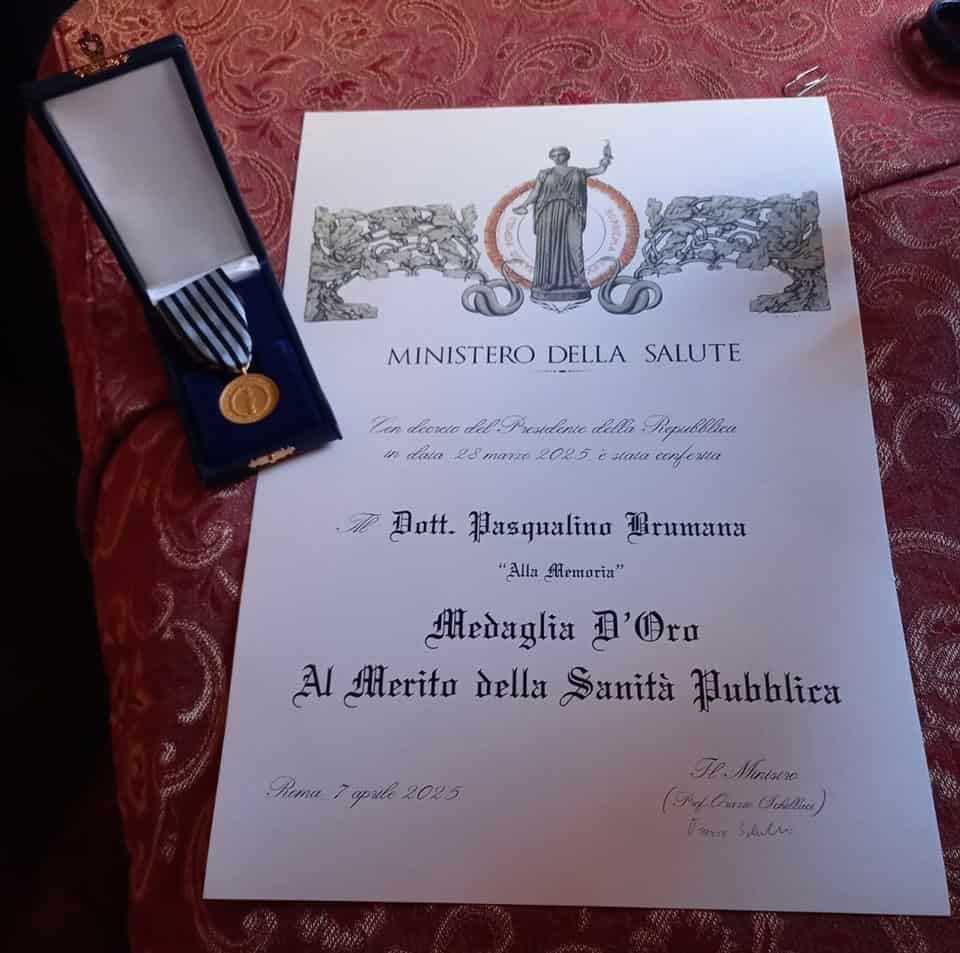 MINISTERO DELLA SALUTE
Con decreto del Presidente della Repubblica
in data 28 marzo 2025 è stata conferita
Al Dott. Pasqualino Brumana
"Alla Memoria"
Medaglia D'Oro
Al Merito della Sanità Pubblica
Roma, 7 aprile 2025
Il Ministro
(Prof. Orazio Schillaci)